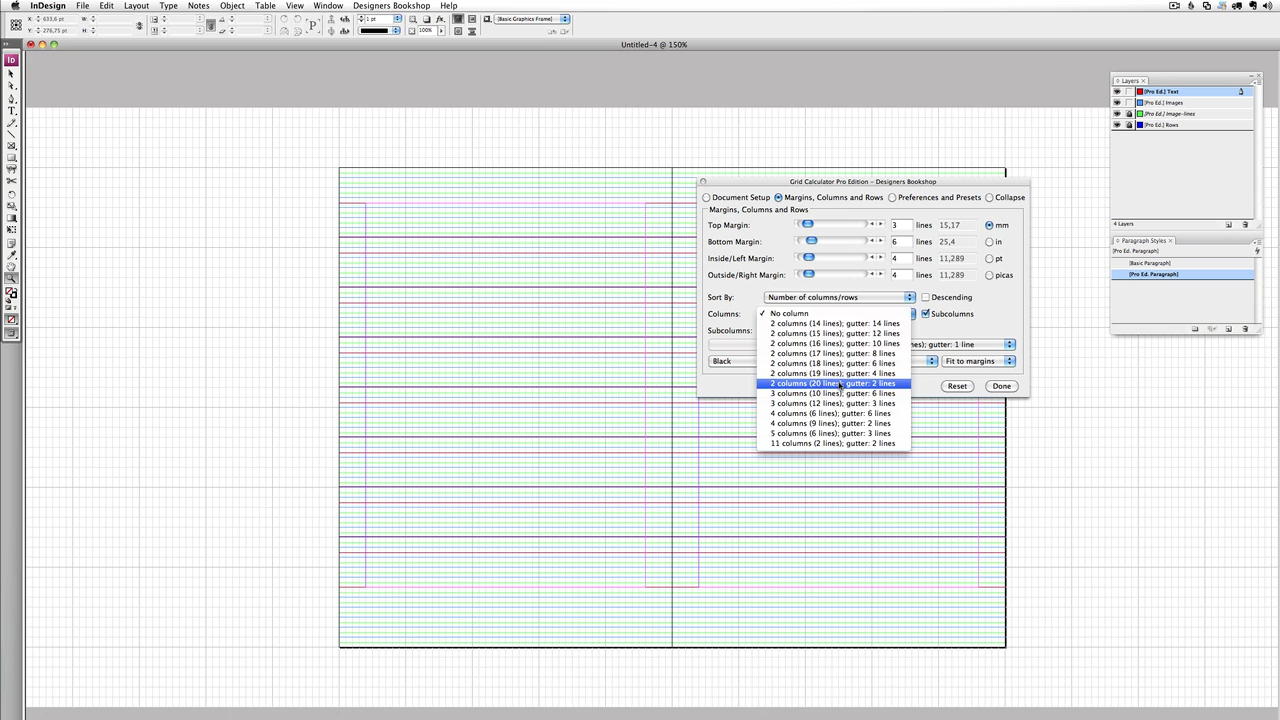 InDesign File Edit Notes Layout Type Notes Object Table View Window Designers Bookshop Help
X: 633,6 p W:
Y: 276,75 pt H:
1 pt
100%
[Basic Graphics Frame]
Untitled-4 @ 150%
Id
Layers
[Pro Ed.] Text
[Pro Ed.] Images
[Pro Ed.] Image-lines
[Pro Ed.] Rows
4 Layers
Paragraph Styles
[Pro Ed. Paragraph]
[Basic Paragraph]
[Pro Ed. Paragraph]
Grid Calculator Pro Edition – Designers Bookshop
Document Setup Margins, Columns and Rows Preferences and Presets Collapse
Margins, Columns and Rows
Top Margin: 3 lines 15,17 mm
Bottom Margin: 6 lines 25,4 in
Inside/Left Margin: 4 lines 11,289 pt
Outside/Right Margin: 4 lines 11,289 picas
Sort By: Number of columns/rows Descending
Columns: ✓ No column Subcolumns
2 columns (14 lines); gutter: 14 lines
Subcolumns: 2 columns (15 lines); gutter: 12 lines
2 columns (16 lines); gutter: 10 lines
gutter: 1 line
2 columns (17 lines); gutter: 8 lines
Black 2 columns (18 lines); gutter: 6 lines Fit to margins
2 columns (19 lines); gutter: 4 lines
2 columns (20 lines); gutter: 2 lines
Reset Done
3 columns (10 lines); gutter: 6 lines
3 columns (12 lines); gutter: 3 lines
4 columns (6 lines); gutter: 6 lines
4 columns (9 lines); gutter: 2 lines
5 columns (6 lines); gutter: 3 lines
11 columns (2 lines); gutter: 2 lines